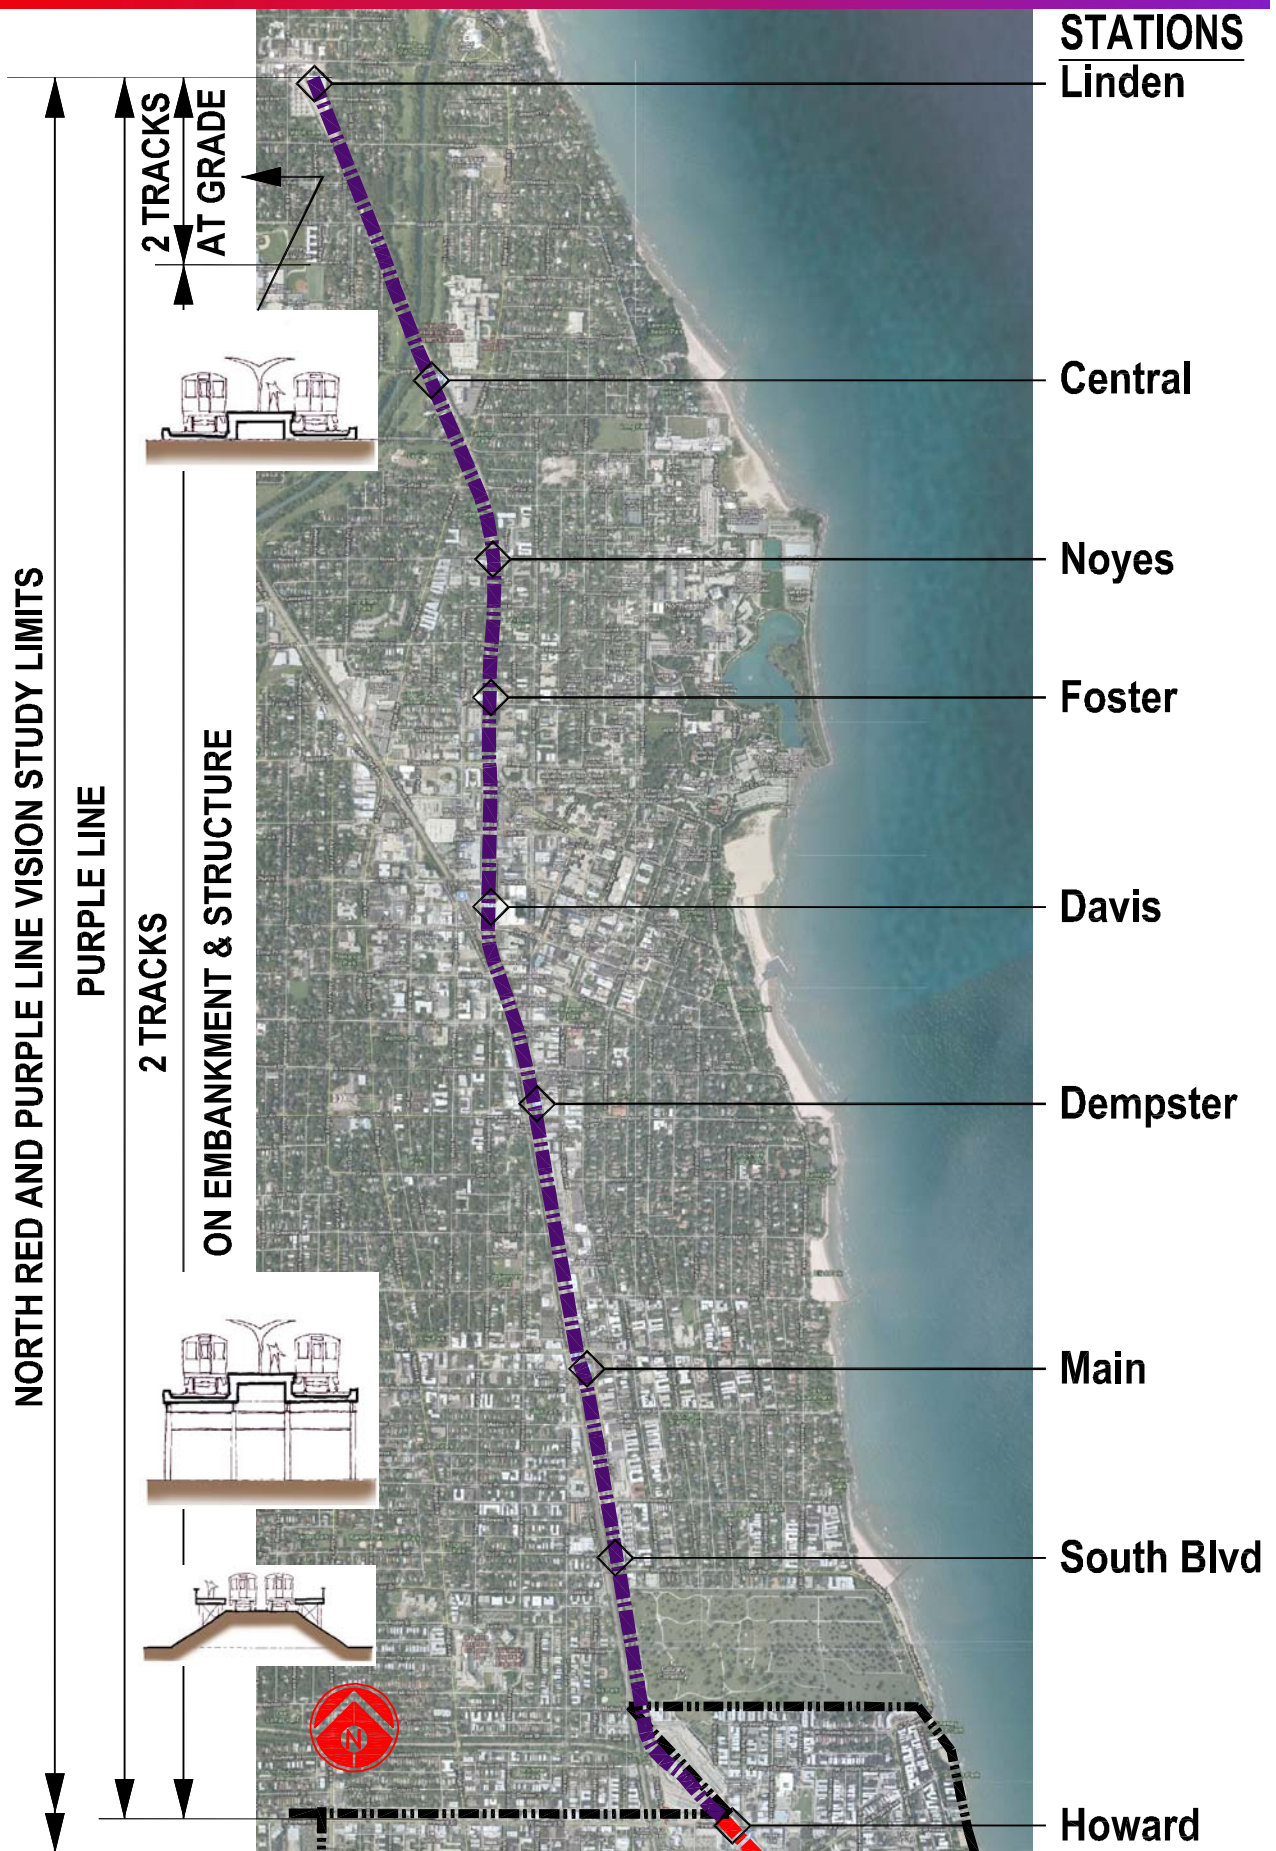 STATIONS
Linden
Central
Noyes
Foster
Davis
Dempster
Main
South Blvd
Howard
NORTH RED AND PURPLE LINE VISION STUDY LIMITS
PURPLE LINE
2 TRACKS
AT GRADE
2 TRACKS
ON EMBANKMENT & STRUCTURE
N